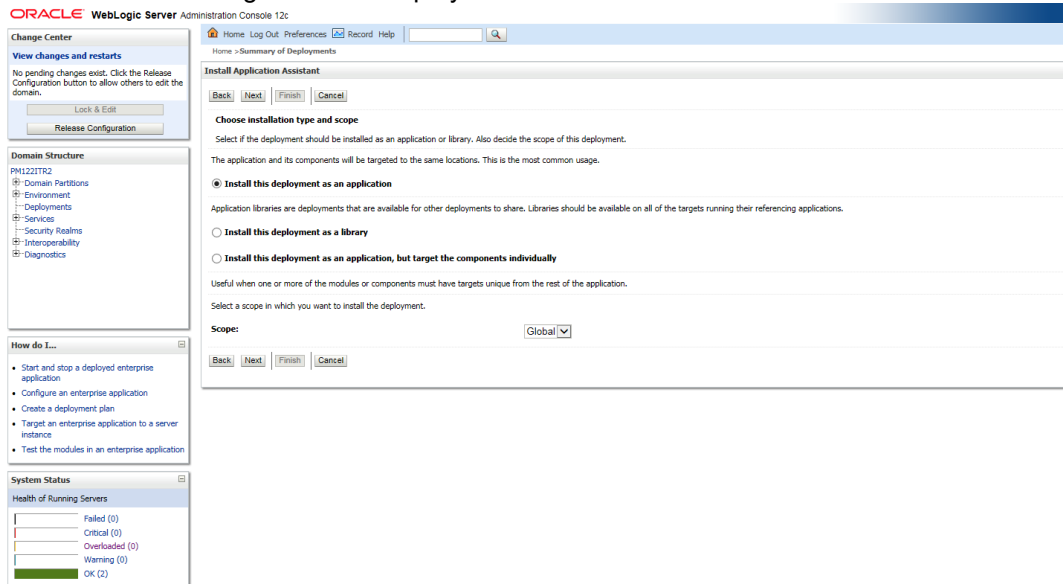 ORACLE WebLogic Server Administration Console 12c
Change Center
View changes and restarts
No pending changes exist. Click the Release
Configuration button to allow others to edit the
domain.
Lock & Edit
Release Configuration
Domain Structure
PM122ITR2
Domain Partitions
Environment
Deployments
Services
Security Realms
Interoperability
Diagnostics
How do I...
Start and stop a deployed enterprise
application
Configure an enterprise application
Create a deployment plan
Target an enterprise application to a server
instance
Test the modules in an enterprise application
System Status
Health of Running Servers
Failed (0)
Critical (0)
Overloaded (0)
Warning (0)
OK (2)
Home Log Out Preferences Record Help
Home >Summary of Deployments
Install Application Assistant
Back Next Finish Cancel
Choose installation type and scope
Select if the deployment should be installed as an application or library. Also decide the scope of this deployment.
The application and its components will be targeted to the same locations. This is the most common usage.
Install this deployment as an application
Application libraries are deployments that are available for other deployments to share. Libraries should be available on all of the targets running their referencing applications.
Install this deployment as a library
Install this deployment as an application, but target the components individually
Useful when one or more of the modules or components must have targets unique from the rest of the application.
Select a scope in which you want to install the deployment.
Scope: Global
Back Next Finish Cancel